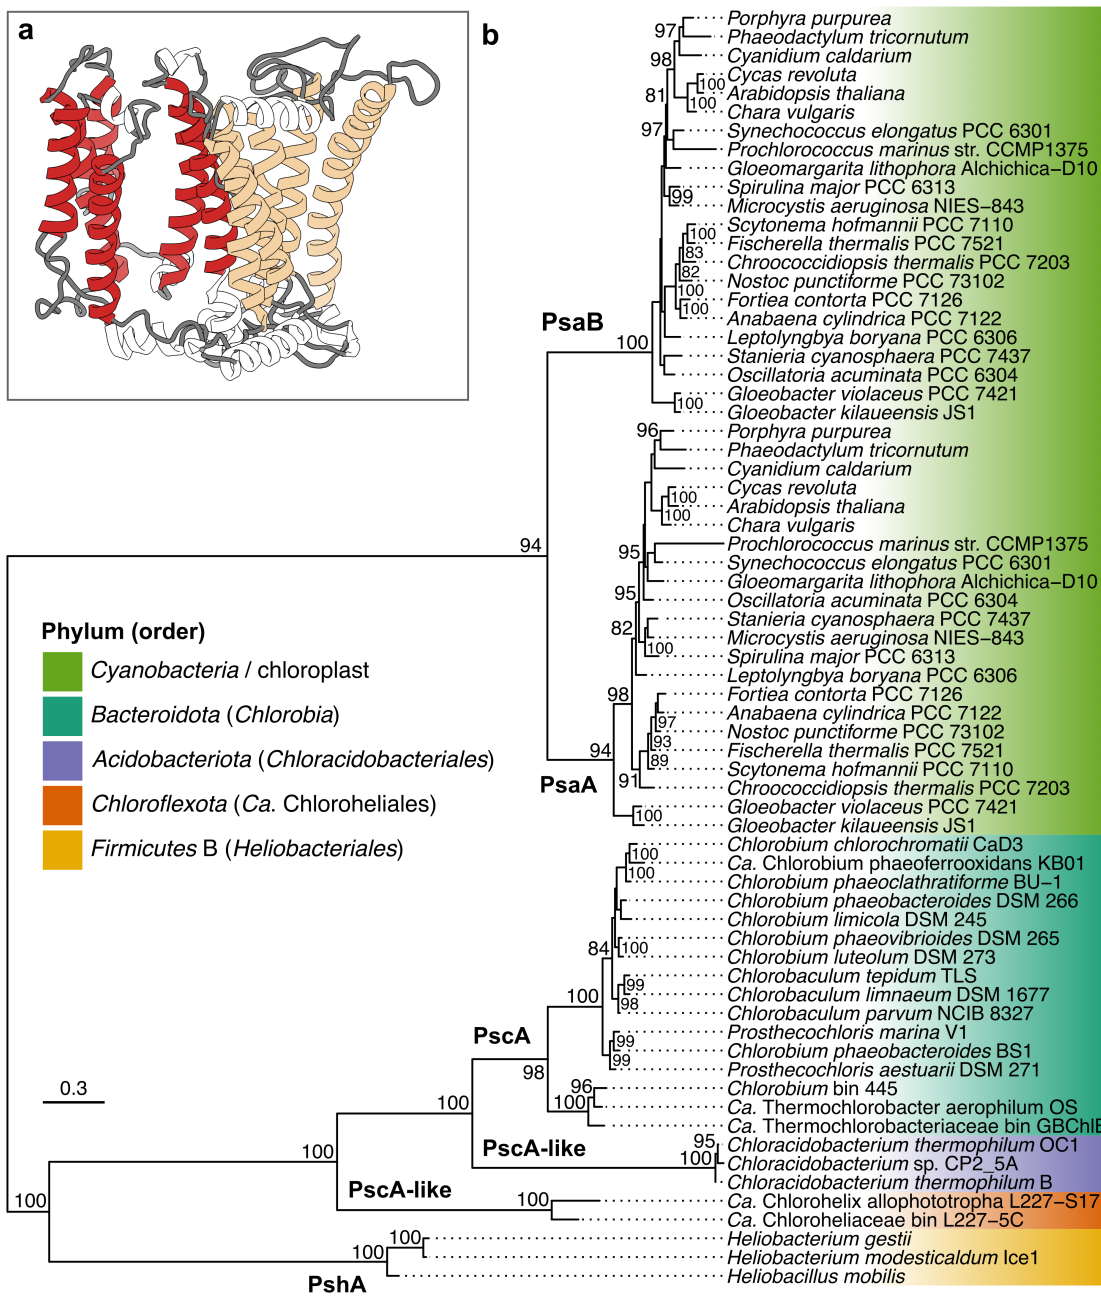 a
b
97
98
81
97
100
100
99
100
83
82
100
100
PsaB
100
100
Porphyra purpurea
Phaeodactylum tricornutum
Cyanidium caldarium
Cycas revoluta
Arabidopsis thaliana
Chara vulgaris
Synechococcus elongatus PCC 6301
Prochlorococcus marinus str. CCMP1375
Gloeomargarita lithophora Alchichica–D10
Spirulina major PCC 6313
Microcystis aeruginosa NIES–843
Scytonema hofmannii PCC 7110
Fischerella thermalis PCC 7521
Chroococcidiopsis thermalis PCC 7203
Nostoc punctiforme PCC 73102
Fortiea contorta PCC 7126
Anabaena cylindrica PCC 7122
Leptolyngbya boryana PCC 6306
Stanieria cyanosphaera PCC 7437
Oscillatoria acuminata PCC 6304
Gloeobacter violaceus PCC 7421
Gloeobacter kilaueensis JS1
94
96
100
100
95
95
82
100
98
97
93
89
94
91
PsaA
100
Porphyra purpurea
Phaeodactylum tricornutum
Cyanidium caldarium
Cycas revoluta
Arabidopsis thaliana
Chara vulgaris
Prochlorococcus marinus str. CCMP1375
Synechococcus elongatus PCC 6301
Gloeomargarita lithophora Alchichica–D10
Oscillatoria acuminata PCC 6304
Stanieria cyanosphaera PCC 7437
Microcystis aeruginosa NIES–843
Spirulina major PCC 6313
Leptolyngbya boryana PCC 6306
Fortiea contorta PCC 7126
Anabaena cylindrica PCC 7122
Nostoc punctiforme PCC 73102
Fischerella thermalis PCC 7521
Scytonema hofmannii PCC 7110
Chroococcidiopsis thermalis PCC 7203
Gloeobacter violaceus PCC 7421
Gloeobacter kilaueensis JS1
Phylum (order)
Cyanobacteria / chloroplast
Bacteroidota (Chlorobia)
Acidobacteriota (Chloracidobacteriales)
Chloroflexota (Ca. Chloroheliales)
Firmicutes B (Heliobacteriales)
100
100
84
100
99
98
100
99
99
PscA
98
96
100
0.3
100
PscA-like
95
100
100
PscA-like
100
100
100
100
PshA
Chlorobium chlorochromatii CaD3
Ca. Chlorobium phaeoferrooxidans KB01
Chlorobium phaeoclathratiforme BU–1
Chlorobium phaeobacteroides DSM 266
Chlorobium limicola DSM 245
Chlorobium phaeovibrioides DSM 265
Chlorobium luteolum DSM 273
Chlorobaculum tepidum TLS
Chlorobaculum limnaeum DSM 1677
Chlorobaculum parvum NCIB 8327
Prosthecochloris marina V1
Chlorobium phaeobacteroides BS1
Prosthecochloris aestuarii DSM 271
Chlorobium bin 445
Ca. Thermochlorobacter aerophilum OS
Ca. Thermochlorobacteriaceae bin GBChlB
Chloracidobacterium thermophilum OC1
Chloracidobacterium sp. CP2_5A
Chloracidobacterium thermophilum B
Ca. Chlorohelix allophototropha L227–S17
Ca. Chloroheliaceae bin L227–5C
Heliobacterium gestii
Heliobacterium modesticaldum Ice1
Heliobacillus mobilis